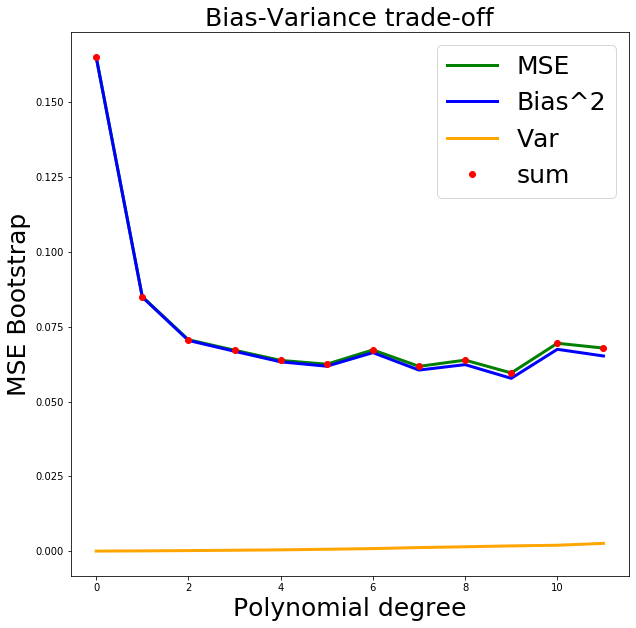 Bias-Variance trade-off
MSE
Bias^2
Var
sum
MSE Bootstrap
0.150
0.125
0.100
0.075
0.050
0.025
0.000
0 2 4 6 8 10
Polynomial degree